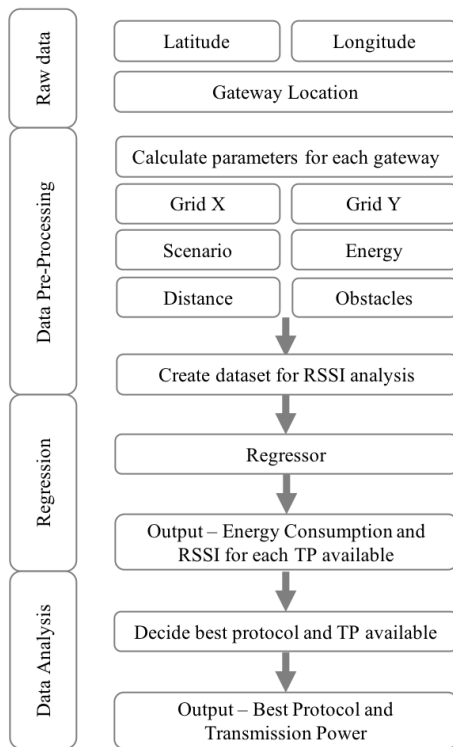 Raw data
Latitude
Longitude
Gateway Location
Data Pre-Processing
Calculate parameters for each gateway
Grid X
Grid Y
Scenario
Energy
Distance
Obstacles
Create dataset for RSSI analysis
Regression
Regressor
Output – Energy Consumption and
RSSI for each TP available
Data Analysis
Decide best protocol and TP available
Output – Best Protocol and
Transmission Power